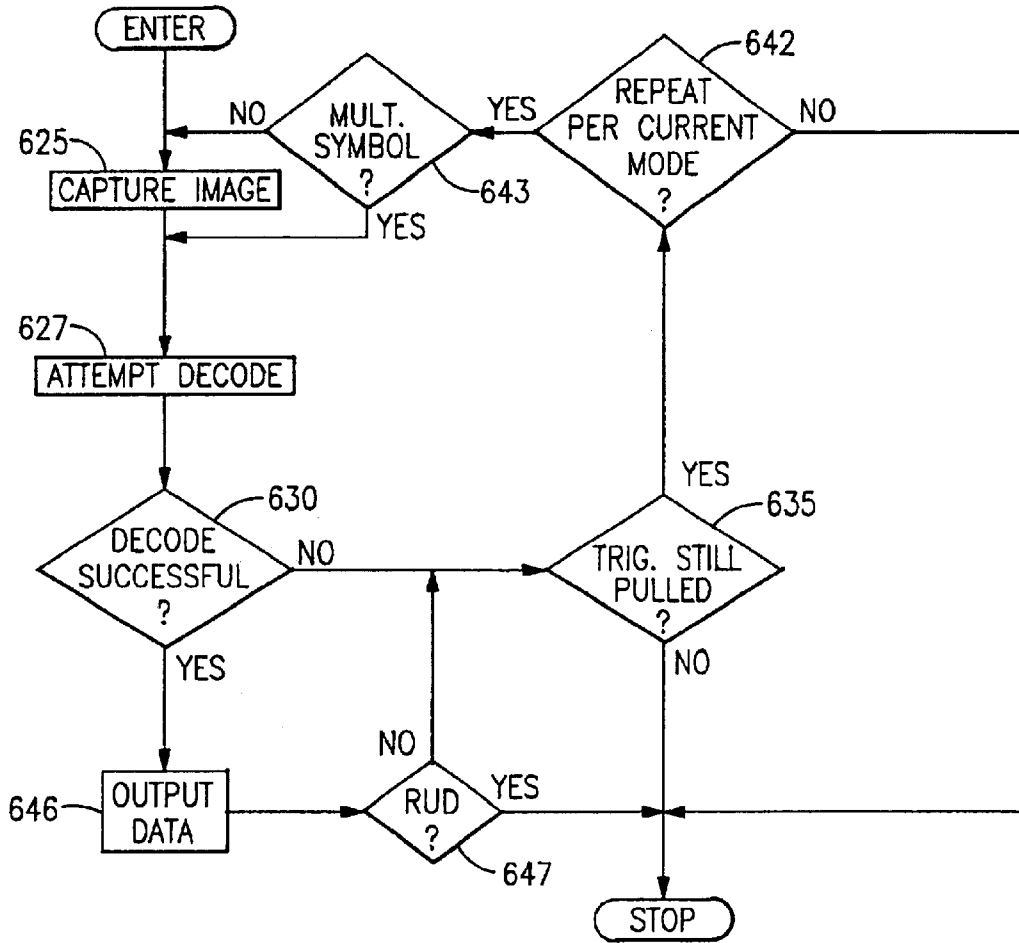 ENTER
642
REPEAT
PER CURRENT
MODE
?
NO
YES
MULT.
SYMBOL
?
643
NO
YES
625
CAPTURE IMAGE
627
ATTEMPT DECODE
630
DECODE
SUCCESSFUL
?
NO
YES
635
TRIG. STILL
PULLED
?
YES
NO
646
OUTPUT
DATA
NO
RUD
?
YES
647
STOP